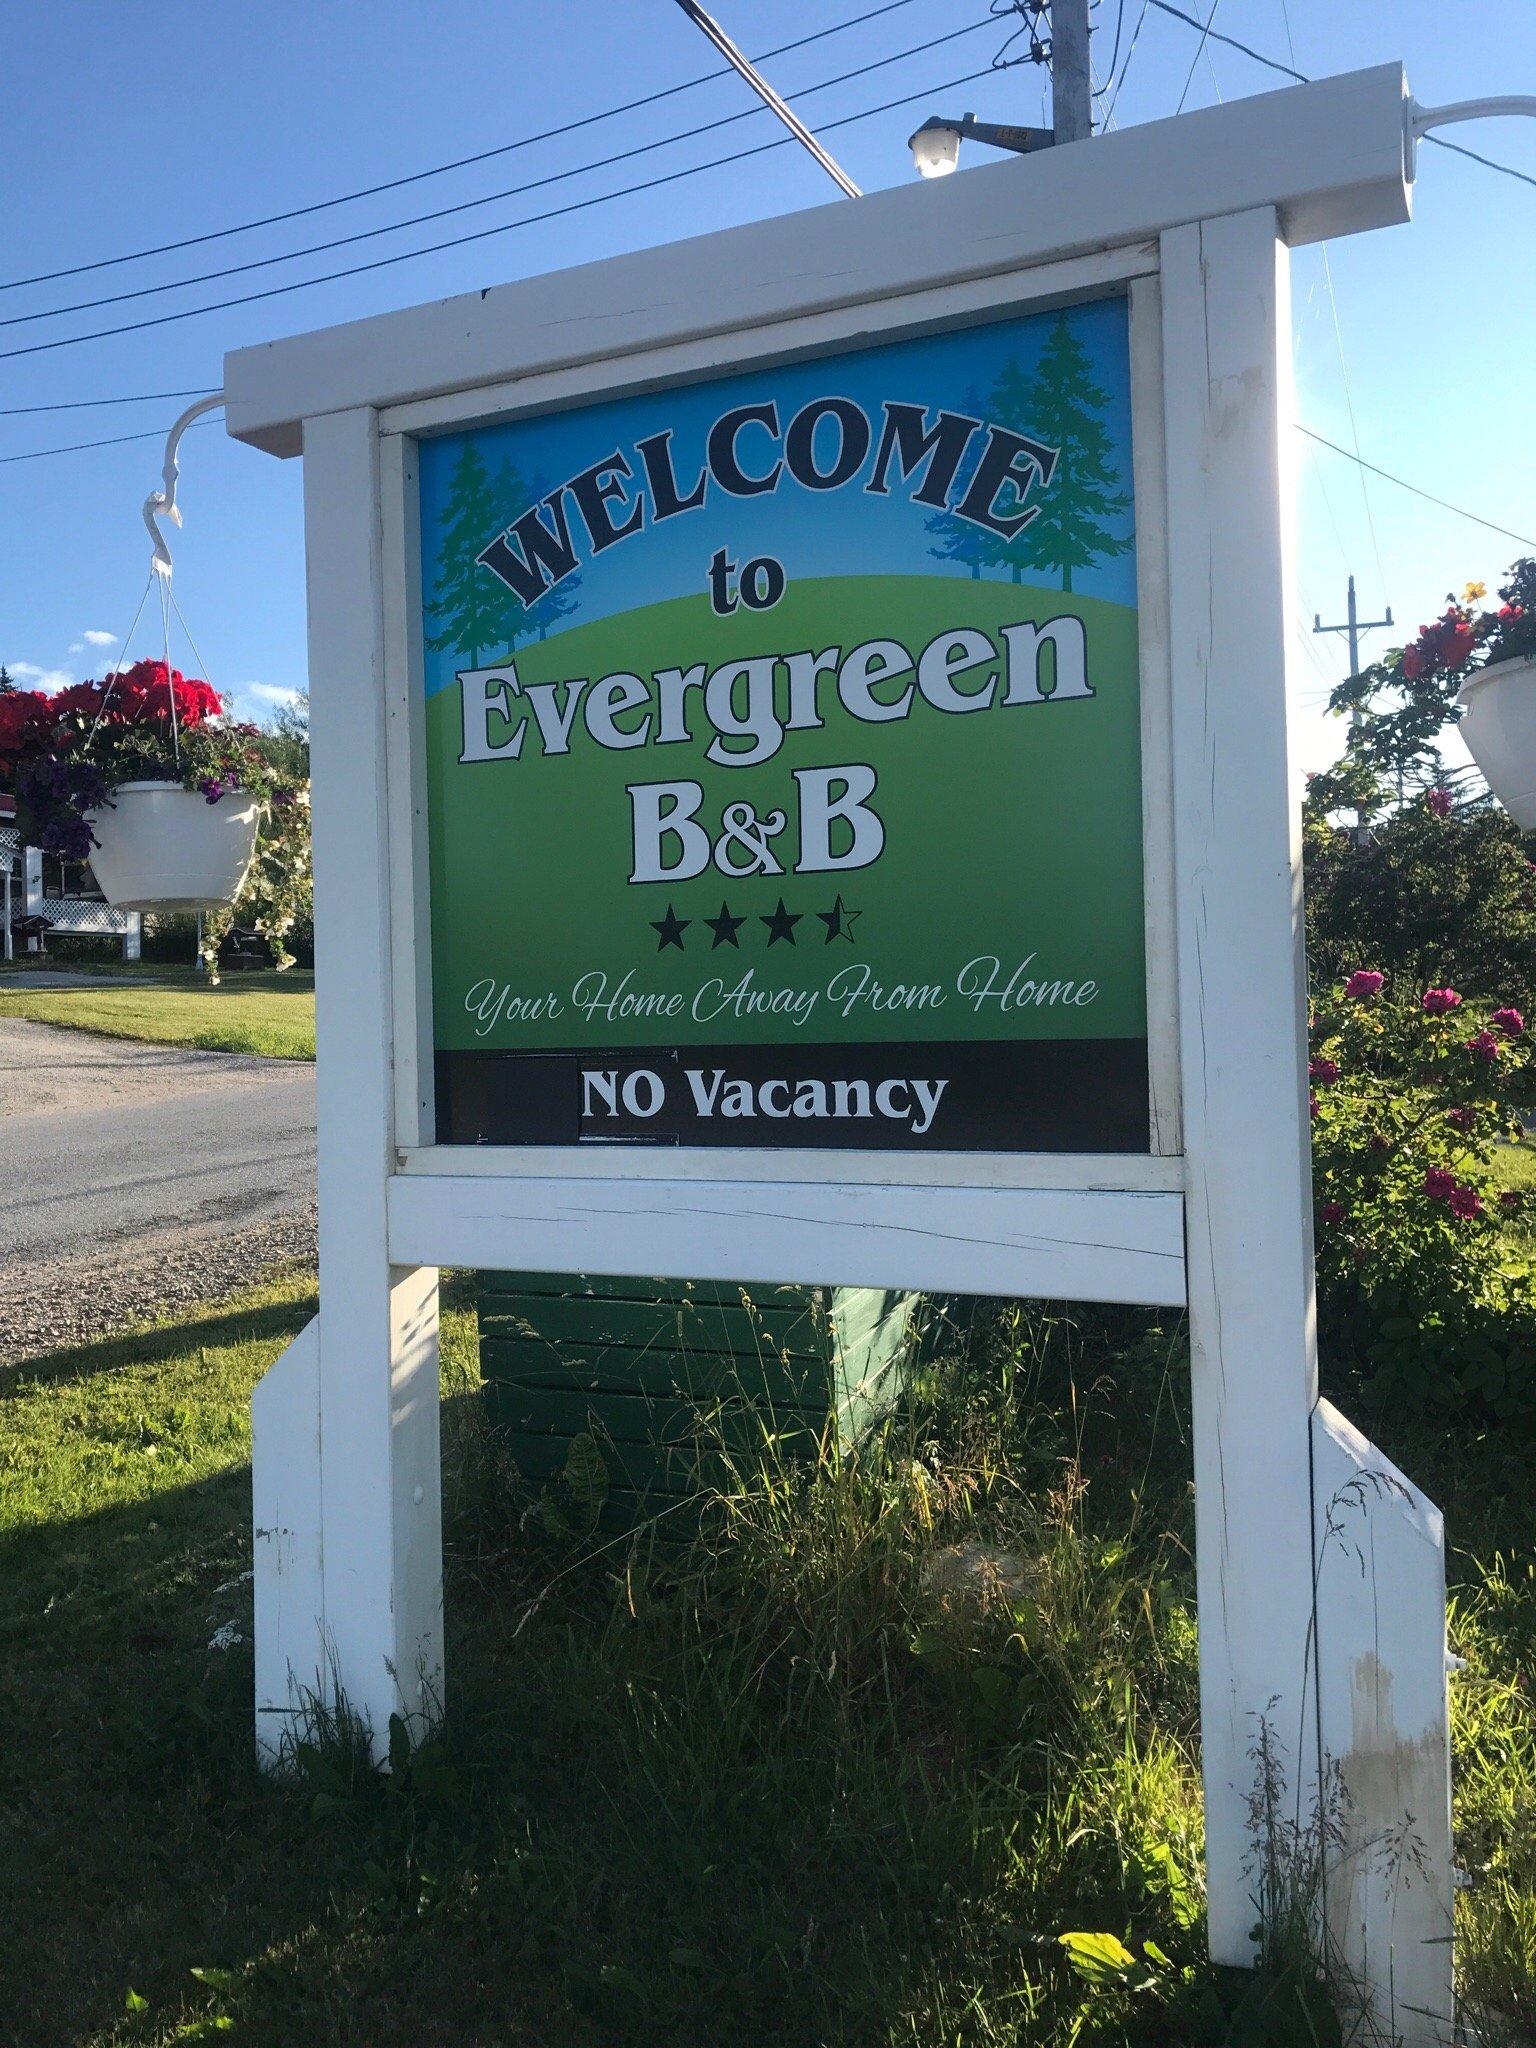 WELCOME
to
Evergreen
B&B
Your Home Away From Home
NO Vacancy